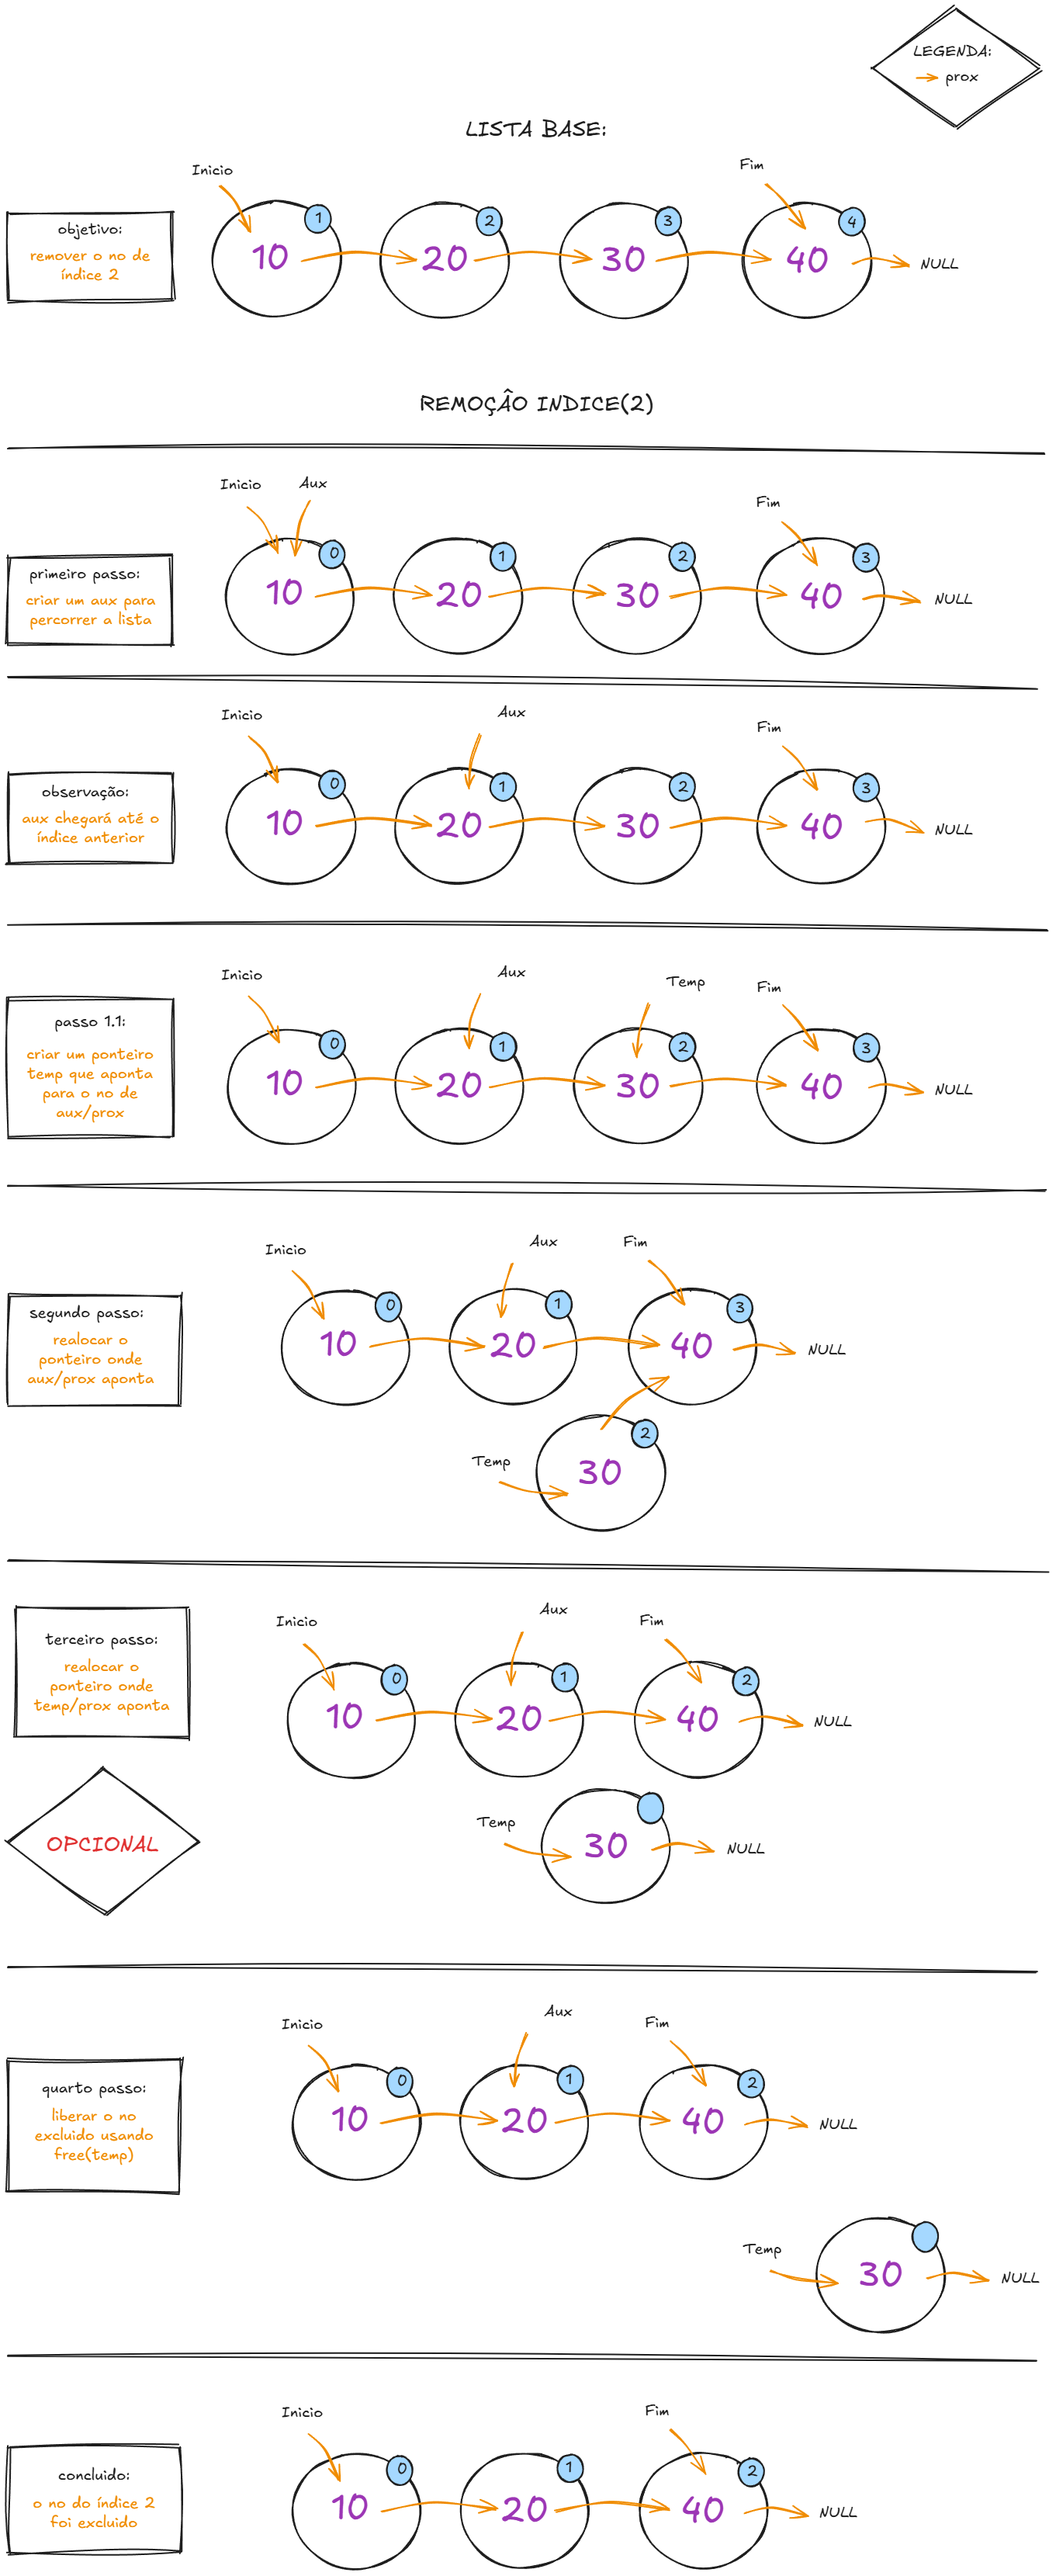 LEGENDA:
prox
LISTA BASE:
Inicio
Fim
objetivo:
remover o no de
índice 2
1
2
3
4
10
20
30
40
NULL
REMOÇÂO INDICE(2)
Inicio
Aux
Fim
primeiro passo:
criar um aux para
percorrer a lista
0
1
2
3
10
20
30
40
NULL
Inicio
Aux
Fim
observação:
aux chegará até o
índice anterior
0
1
2
3
10
20
30
40
NULL
Inicio
Aux
Temp
Fim
passo 1.1:
criar um ponteiro
temp que aponta
para o no de
aux/prox
0
1
2
3
10
20
30
40
NULL
Inicio
Aux
Fim
segundo passo:
realocar o
ponteiro onde
aux/prox aponta
0
1
3
10
20
40
NULL
2
Temp
30
Inicio
Aux
Fim
terceiro passo:
realocar o
ponteiro onde
temp/prox aponta
0
1
2
10
20
40
NULL
OPCIONAL
Temp
30
NULL
Inicio
Aux
Fim
quarto passo:
liberar o no
excluido usando
free(temp)
0
1
2
10
20
40
NULL
Temp
30
NULL
Inicio
Fim
concluido:
o no do índice 2
foi excluido
0
1
2
10
20
40
NULL